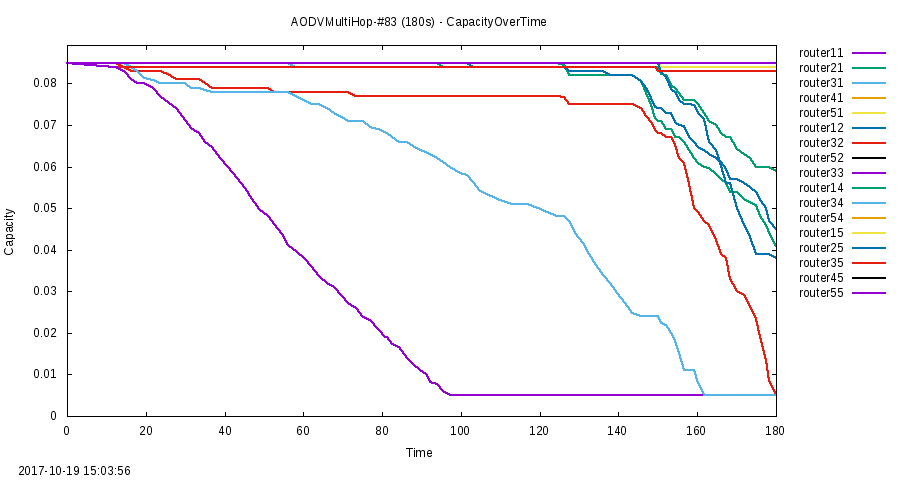 AODVMultiHop-#83 (180s) - CapacityOverTime
router11
router21
router31
router41
router51
router12
router32
router52
router33
router14
router34
router54
router15
router25
router35
router45
router55
0.08
0.07
0.06
0.05
0.04
0.03
0.02
0.01
0
Capacity
0 20 40 60 80 100 120 140 160 180
Time
2017-10-19 15:03:56